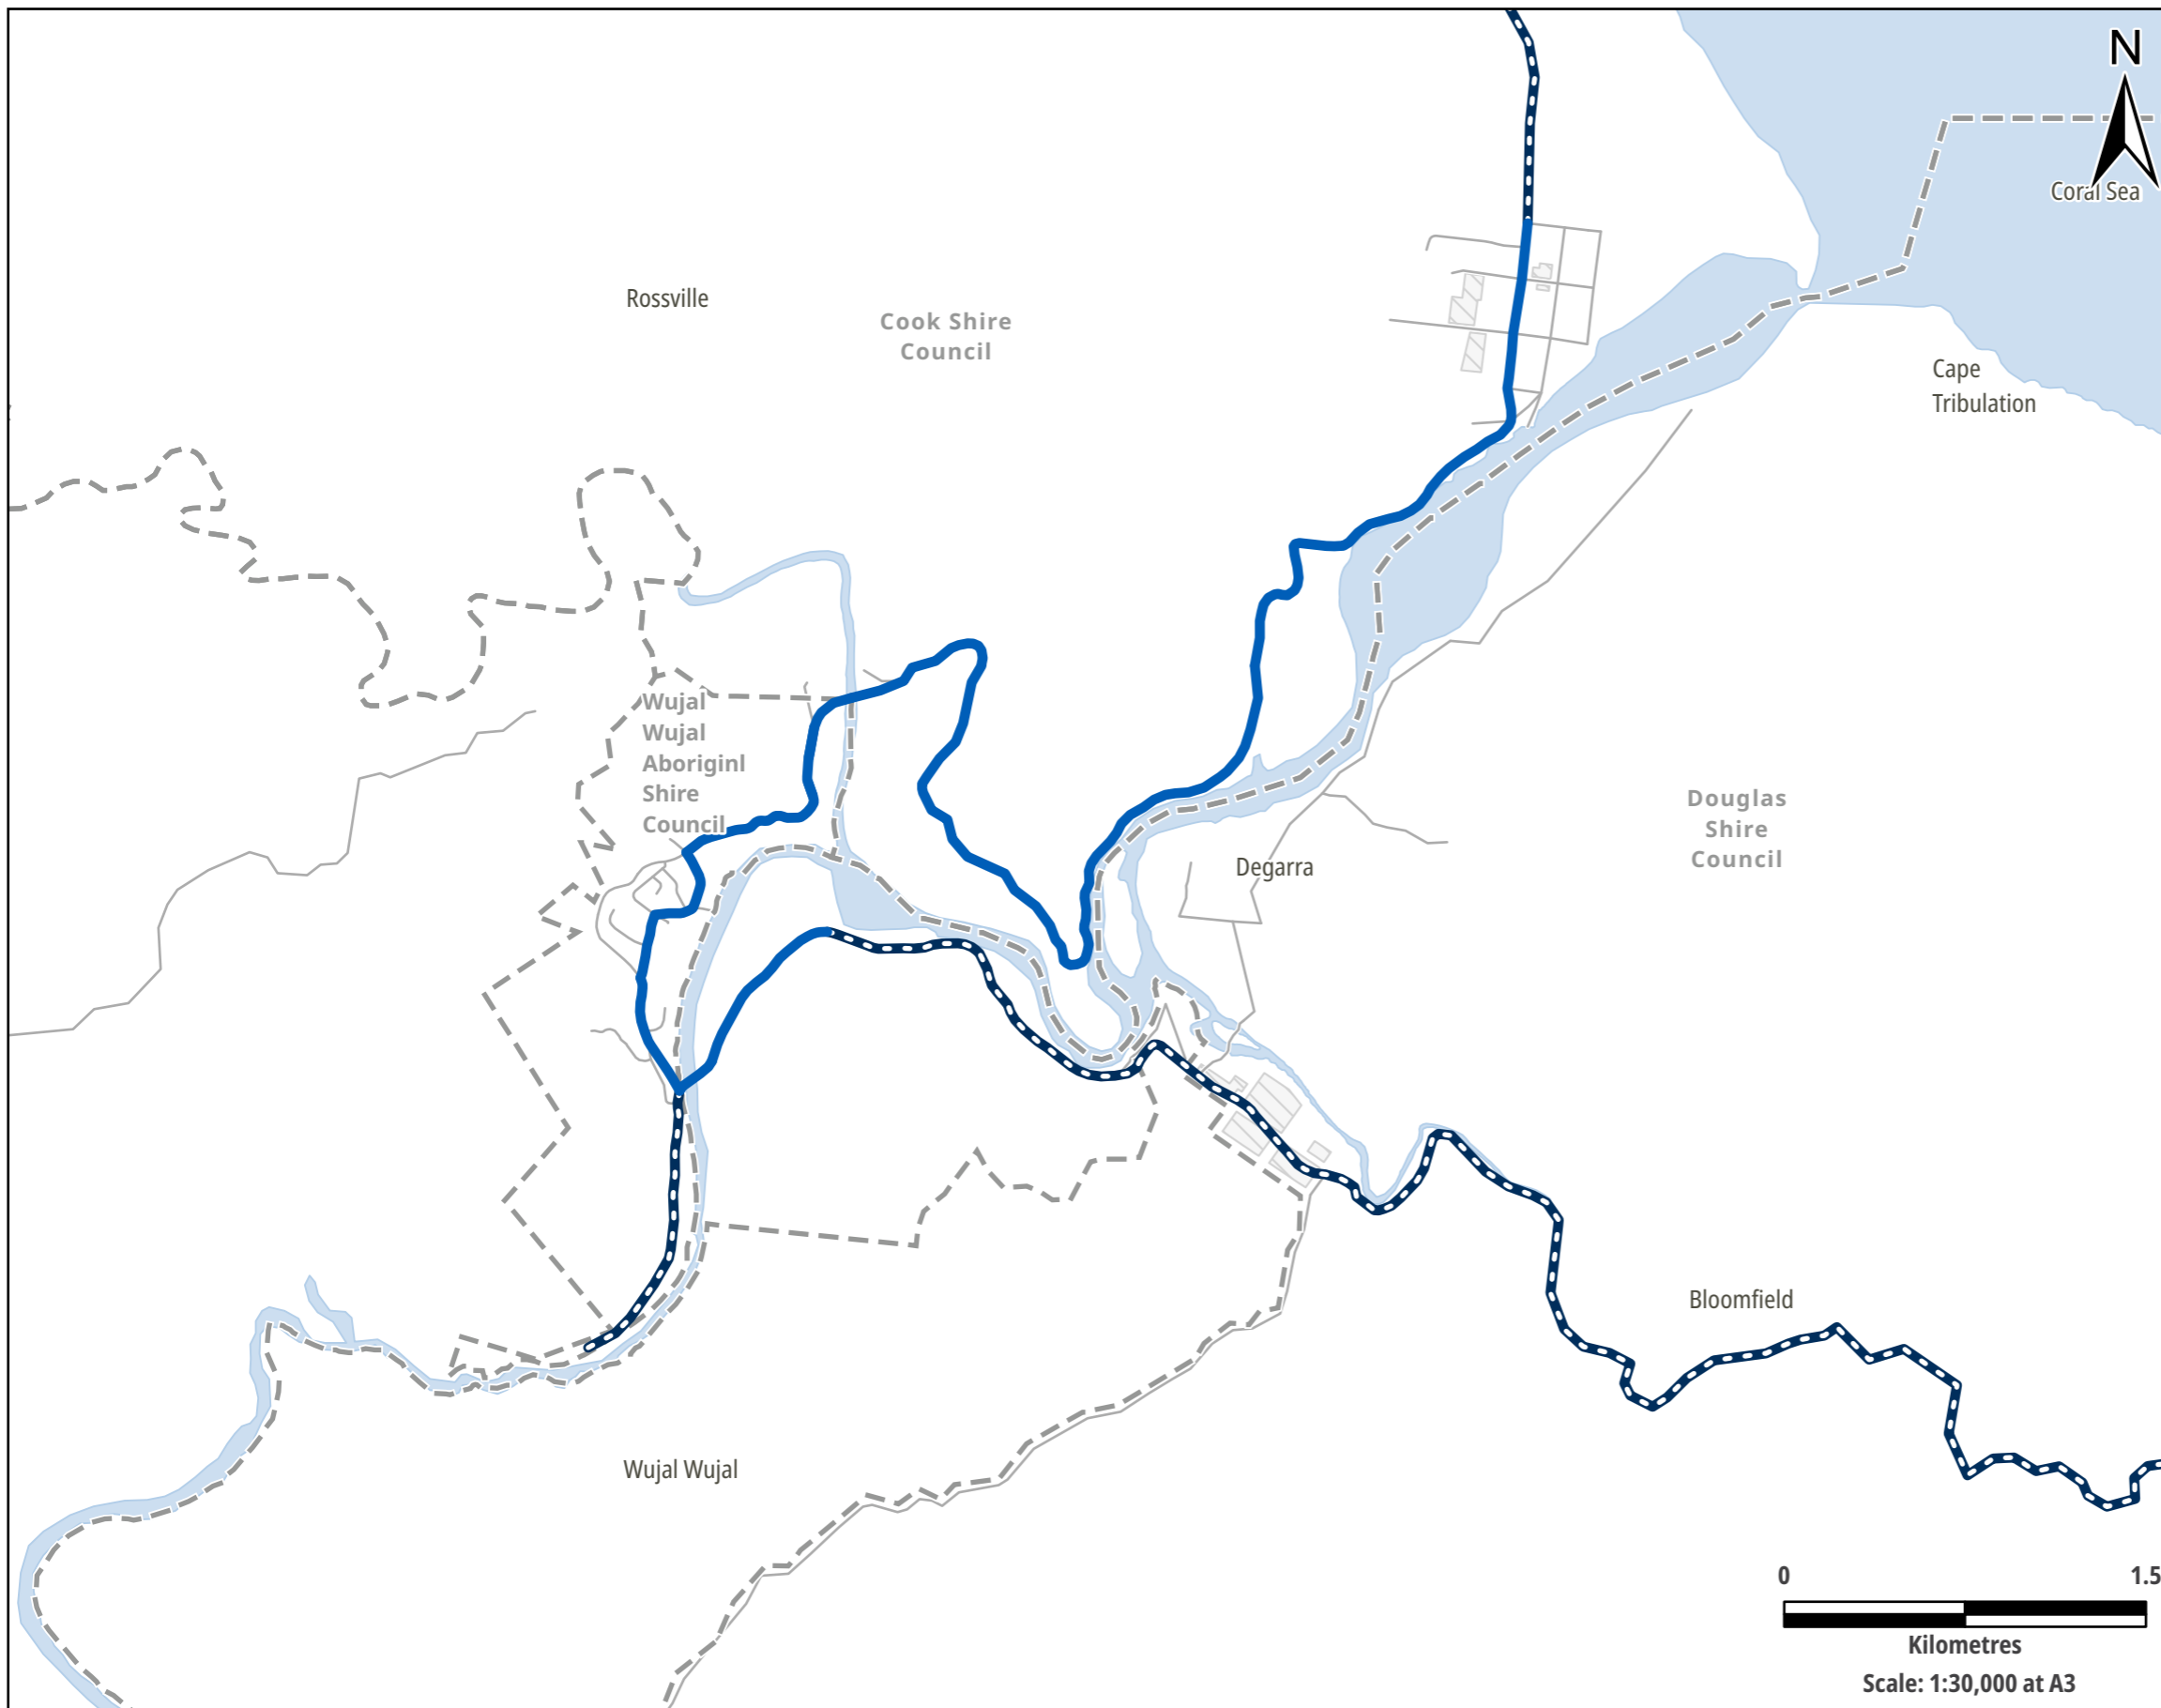 N
Coral Sea
Rossville
Cook Shire
Council
Cape
Tribulation
Wujal
Wujal
Aboriginl
Shire
Council
Douglas
Shire
Council
Degarra
Bloomfield
Wujal Wujal
0 1.5
Kilometres
Scale: 1:30,000 at A3